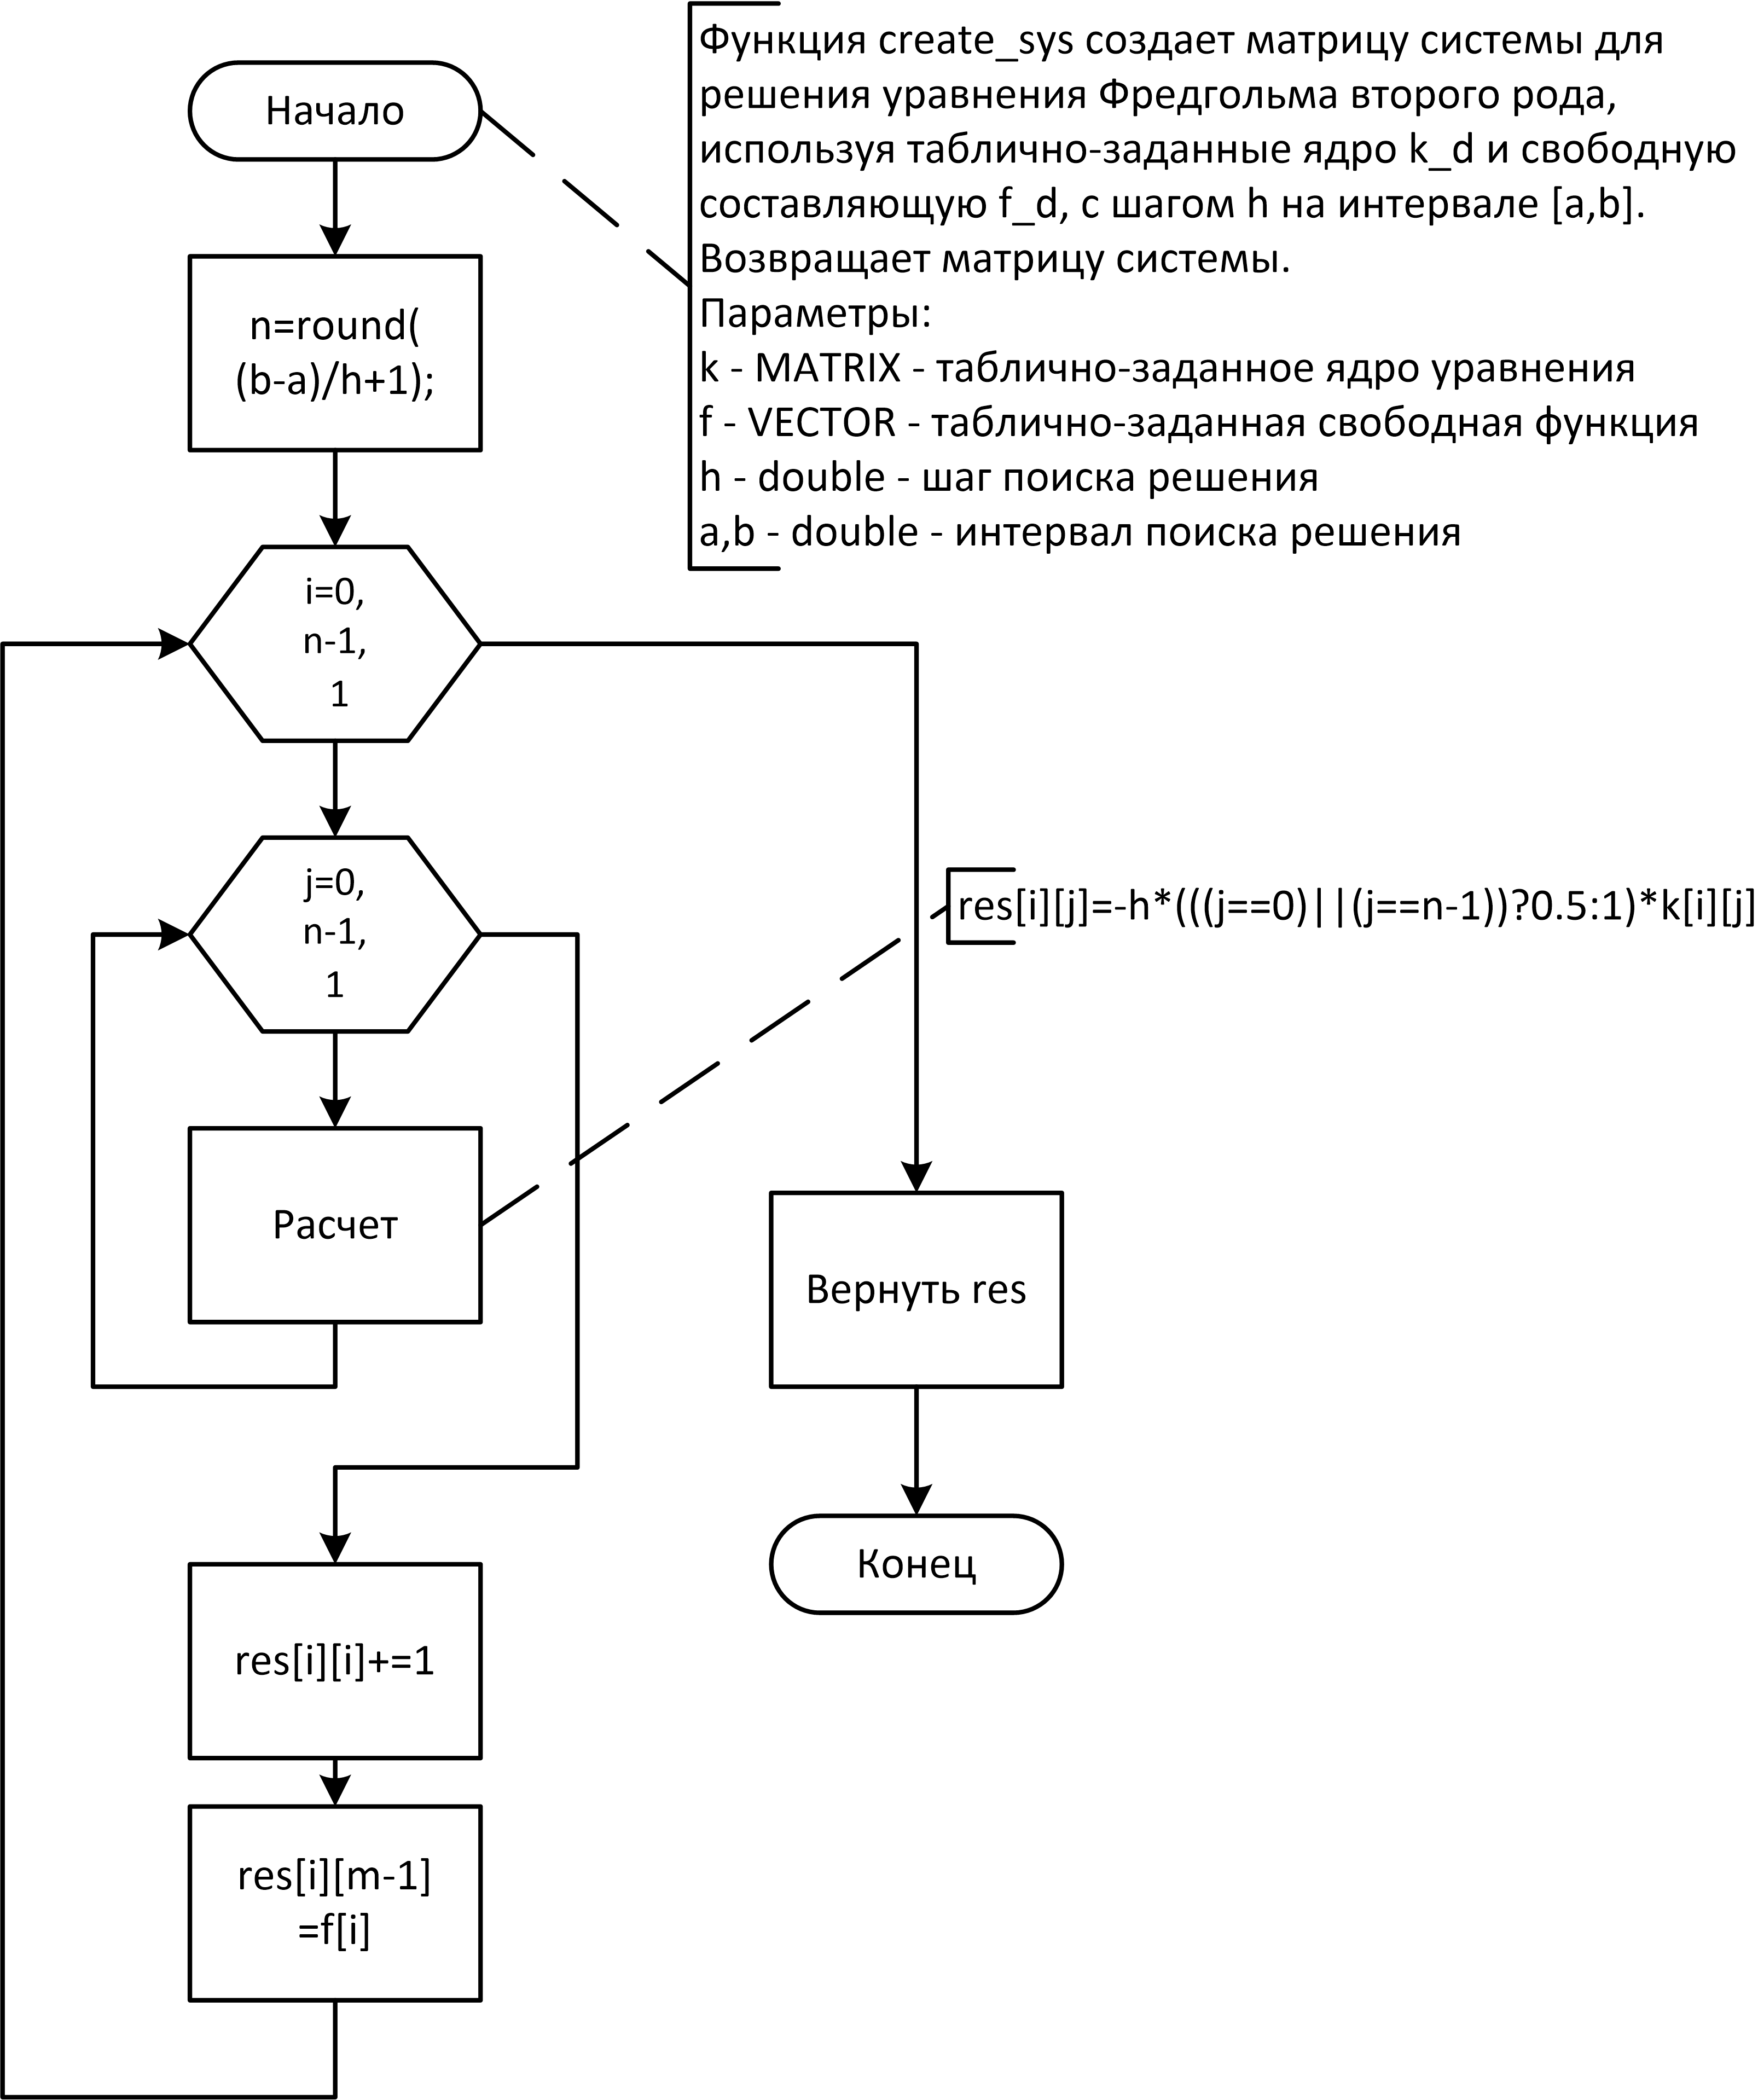 Начало
Функция create_sys создает матрицу системы для
решения уравнения Фредгольма второго рода,
используя таблично-заданные ядро k_d и свободную
составляющую f_d, с шагом h на интервале [a,b].
Возвращает матрицу системы.
Параметры:
k - MATRIX - таблично-заданное ядро уравнения
f - VECTOR - таблично-заданная свободная функция
h - double - шаг поиска решения
a,b - double - интервал поиска решения
n=round(
(b-a)/h+1);
i=0,
n-1,
1
j=0,
n-1,
1
res[i][j]=-h*(((j==0)||(j==n-1))?0.5:1)*k[i][j]
Расчет
Вернуть res
Конец
res[i][i]+=1
res[i][m-1]
=f[i]